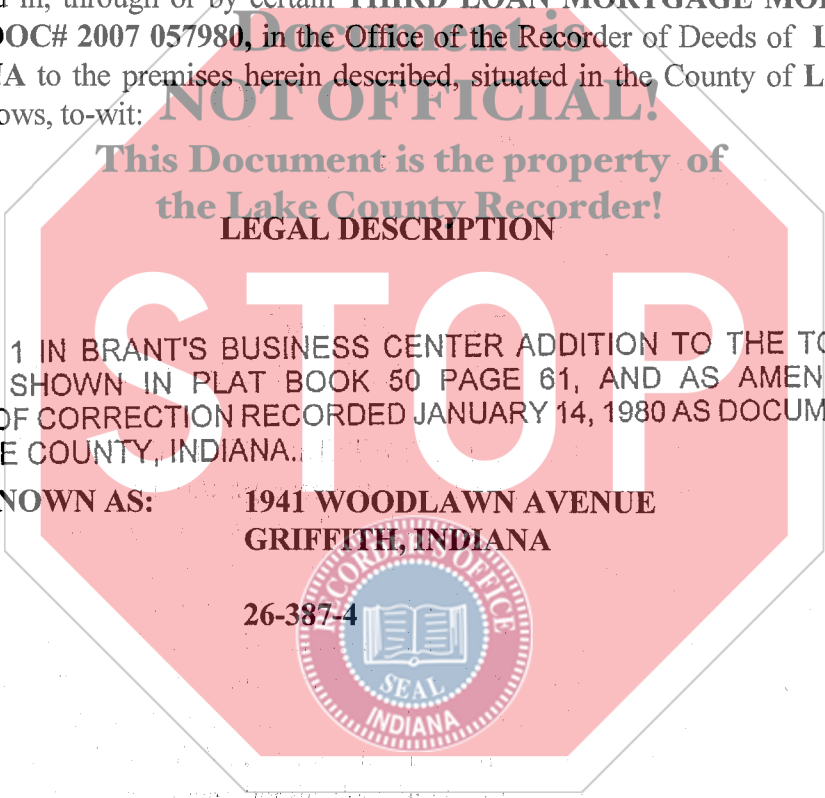 in, through or by certain THIRD LOAN MORTGAGE
DOC# 2007 057980, in the Office of the Recorder of Deeds of L
to the premises herein described, situated in the County of L
ows, to-wit:
Document is
NOT OFFICIAL!
This Document is the property of
the Lake County Recorder!
LEGAL DESCRIPTION
STOP
1 IN BRANT'S BUSINESS CENTER ADDITION TO THE TO
SHOWN IN PLAT BOOK 50 PAGE 61, AND AS AMEN
OF CORRECTION RECORDED JANUARY 14, 1980 AS DOCUM
E COUNTY, INDIANA.
NOWN AS: 1941 WOODLAWN AVENUE
GRIFFITH, INDIANA
26-387-4
RECORDER'S OFFICE
SEAL
INDIANA